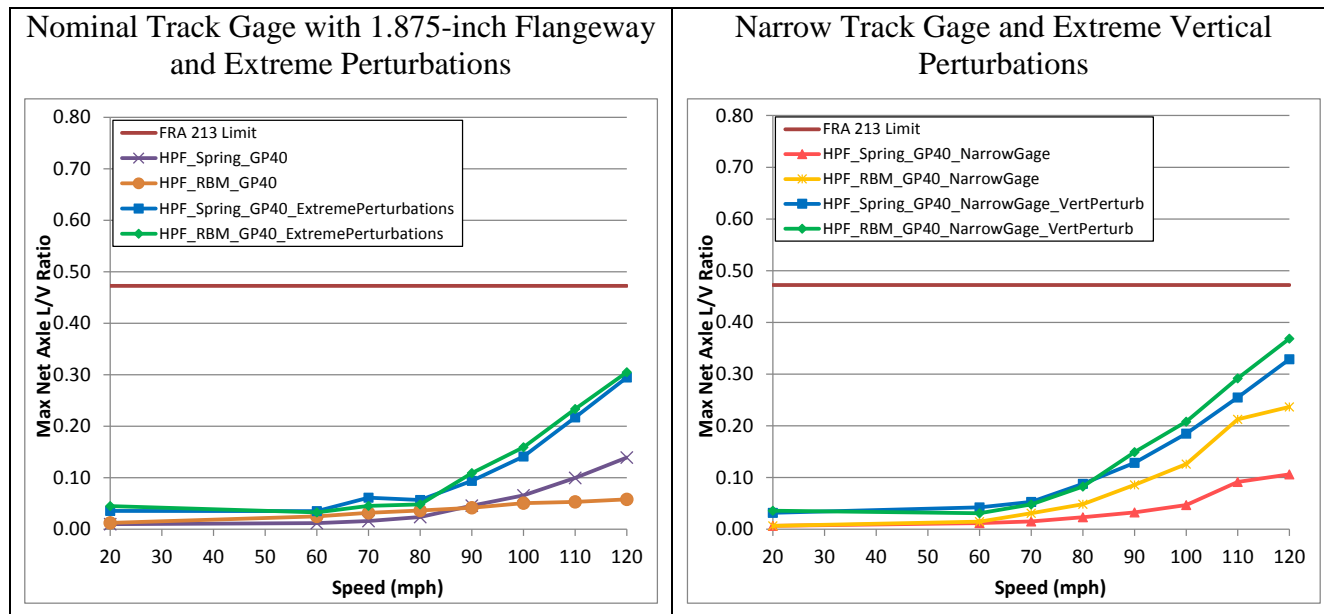 Nominal Track Gage with 1.875-inch Flangeway
and Extreme Perturbations
0.80
0.70
0.60
0.50
0.40
0.30
0.20
0.10
0.00
Max Net Axle L/V Ratio
FRA 213 Limit
HPF_Spring_GP40
HPF_RBM_GP40
HPF_Spring_GP40_ExtremePerturbations
HPF_RBM_GP40_ExtremePerturbations
20 30 40 50 60 70 80 90 100 110 120
Speed (mph)
Narrow Track Gage and Extreme Vertical
Perturbations
0.80
0.70
0.60
0.50
0.40
0.30
0.20
0.10
0.00
Max Net Axle L/V Ratio
FRA 213 Limit
HPF_Spring_GP40_NarrowGage
HPF_RBM_GP40_NarrowGage
HPF_Spring_GP40_NarrowGage_VertPerturb
HPF_RBM_GP40_NarrowGage_VertPerturb
20 30 40 50 60 70 80 90 100 110 120
Speed (mph)